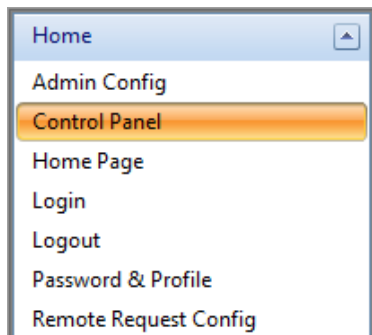 Home
Admin Config
Control Panel
Home Page
Login
Logout
Password & Profile
Remote Request Config